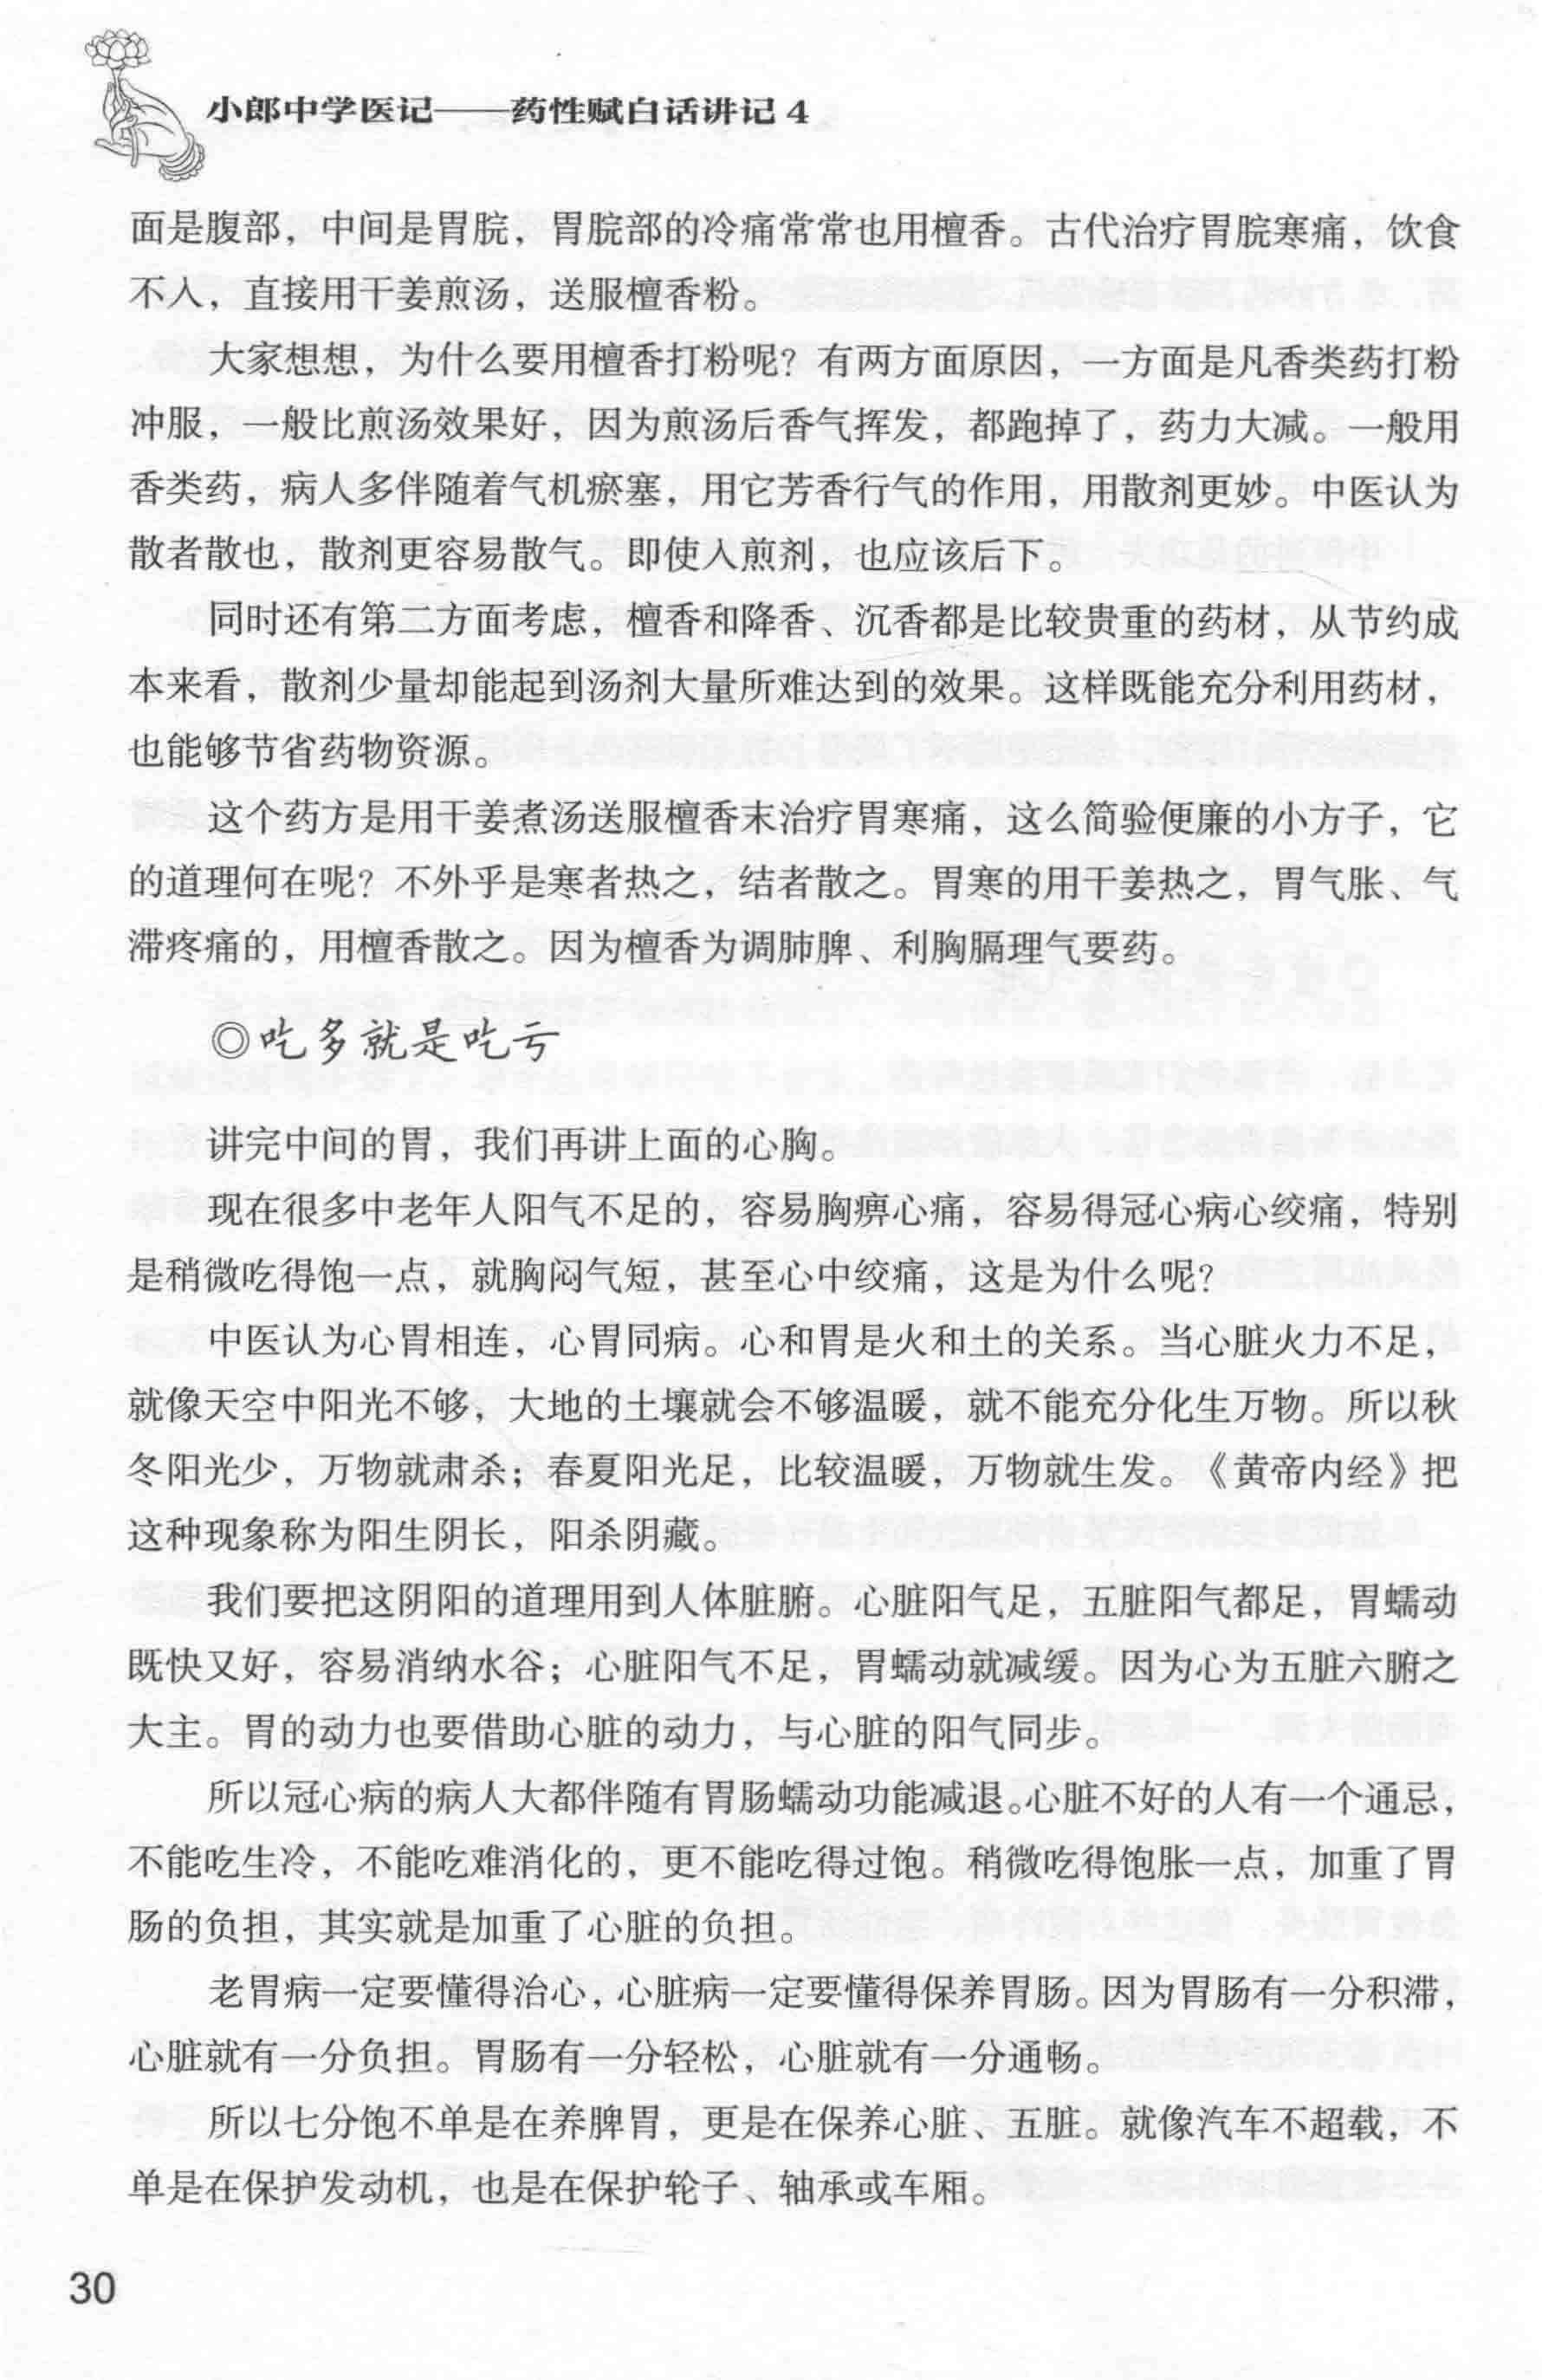 小郎中学医记——药性赋白话讲记4
面是腹部，中间是胃脘，胃脘部的冷痛常常也用檀香。古代治疗胃脘寒痛，饮食
不入，直接用干姜煎汤，送服檀香粉。
大家想想，为什么要用檀香打粉呢？有两方面原因，一方面是凡香类药打粉
冲服，一般比煎汤效果好，因为煎汤后香气挥发，都跑掉了，药力大减。一般用
香类药，病人多伴随着气机瘀塞，用它芳香行气的作用，用散剂更妙。中医认为
散者散也，散剂更容易散气。即使入煎剂，也应该后下。
同时还有第二方面考虑，檀香和降香、沉香都是比较贵重的药材，从节约成
本来看，散剂少量却能起到汤剂大量所难达到的效果。这样既能充分利用药材，
也能够节省药物资源。
这个药方是用干姜煮汤送服檀香末治疗胃寒痛，这么简验便廉的小方子，它
的道理何在呢？不外乎是寒者热之，结者散之。胃寒的用干姜热之，胃气胀、气
滞疼痛的，用檀香散之。因为檀香为调肺脾、利胸膈理气要药。
◎吃多就是吃亏
讲完中间的胃，我们再讲上面的心胸。
现在很多中老年人阳气不足的，容易胸痹心痛，容易得冠心病心绞痛，特别
是稍微吃得饱一点，就胸闷气短，甚至心中绞痛，这是为什么呢？
中医认为心胃相连，心胃同病。心和胃是火和土的关系。当心脏火力不足，
就像天空中阳光不够，大地的土壤就会不够温暖，就不能充分化生万物。所以秋
冬阳光少，万物就肃杀；春夏阳光足，比较温暖，万物就生发。《黄帝内经》把
这种现象称为阳生阴长，阳杀阴藏。
我们要把这阴阳的道理用到人体脏腑。心脏阳气足，五脏阳气都足，胃蠕动
既快又好，容易消纳水谷；心脏阳气不足，胃蠕动就减缓。因为心为五脏六腑之
大主。胃的动力也要借助心脏的动力，与心脏的阳气同步。
所以冠心病的病人大都伴随有胃肠蠕动功能减退。心脏不好的人有一个通忌，
不能吃生冷，不能吃难消化的，更不能吃得过饱。稍微吃得饱胀一点，加重了胃
肠的负担，其实就是加重了心脏的负担。
老胃病一定要懂得治心，心脏病一定要懂得保养胃肠。因为胃肠有一分积滞，
心脏就有一分负担。胃肠有一分轻松，心脏就有一分通畅。
所以七分饱不单是在养脾胃，更是在保养心脏、五脏。就像汽车不超载，不
单是在保护发动机，也是在保护轮子、轴承或车厢。
30